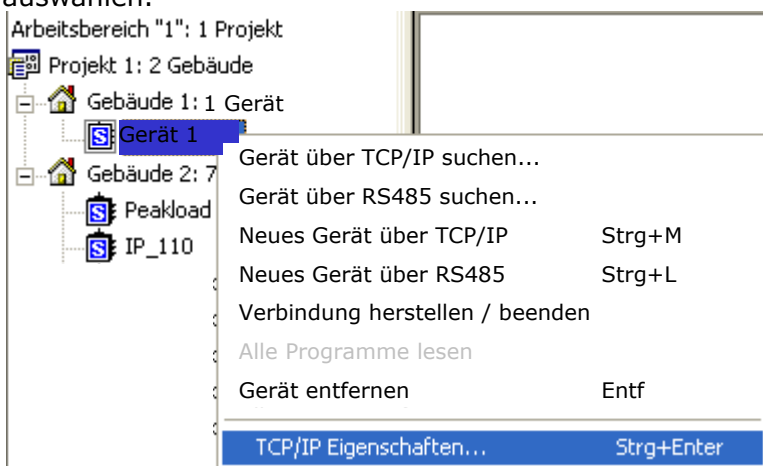 auswählen.
Arbeitsbereich "1": 1 Projekt
Projekt 1: 2 Gebäude
Gebäude 1: 1 Gerät
Gerät 1
Gebäude 2: 7
Peakload
IP_110
Gerät über TCP/IP suchen...
Gerät über RS485 suchen...
Neues Gerät über TCP/IP Strg+M
Neues Gerät über RS485 Strg+L
Verbindung herstellen / beenden
Alle Programme lesen
Gerät entfernen Entf
TCP/IP Eigenschaften... Strg+Enter